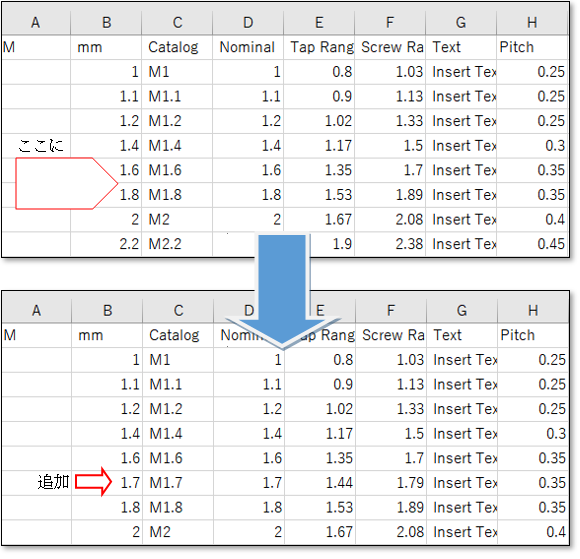 A B C D E F G H
M mm Catalog Nominal Tap Rang Screw Ra Text Pitch
1 M1 1 0.8 1.03 Insert Tex 0.25
1.1 M1.1 1.1 0.9 1.13 Insert Tex 0.25
1.2 M1.2 1.2 1.02 1.33 Insert Tex 0.25
ここに 1.4 M1.4 1.4 1.17 1.5 Insert Tex 0.3
1.6 M1.6 1.6 1.35 1.7 Insert Tex 0.35
1.8 M1.8 1.8 1.53 1.89 Insert Tex 0.35
2 M2 2 1.67 2.08 Insert Tex 0.4
2.2 M2.2 1.9 2.38 Insert Tex 0.45
A B C D E F G H
M mm Catalog Nomin ap Rang Screw Ra Text Pitch
1 M1 1 0.8 1.03 Insert Tex 0.25
1.1 M1.1 1.1 0.9 1.13 Insert Tex 0.25
1.2 M1.2 1.2 1.02 1.33 Insert Tex 0.25
1.4 M1.4 1.4 1.17 1.5 Insert Tex 0.3
1.6 M1.6 1.6 1.35 1.7 Insert Tex 0.35
追加 1.7 M1.7 1.7 1.44 1.79 Insert Tex 0.35
1.8 M1.8 1.8 1.53 1.89 Insert Tex 0.35
2 M2 2 1.67 2.08 Insert Tex 0.4